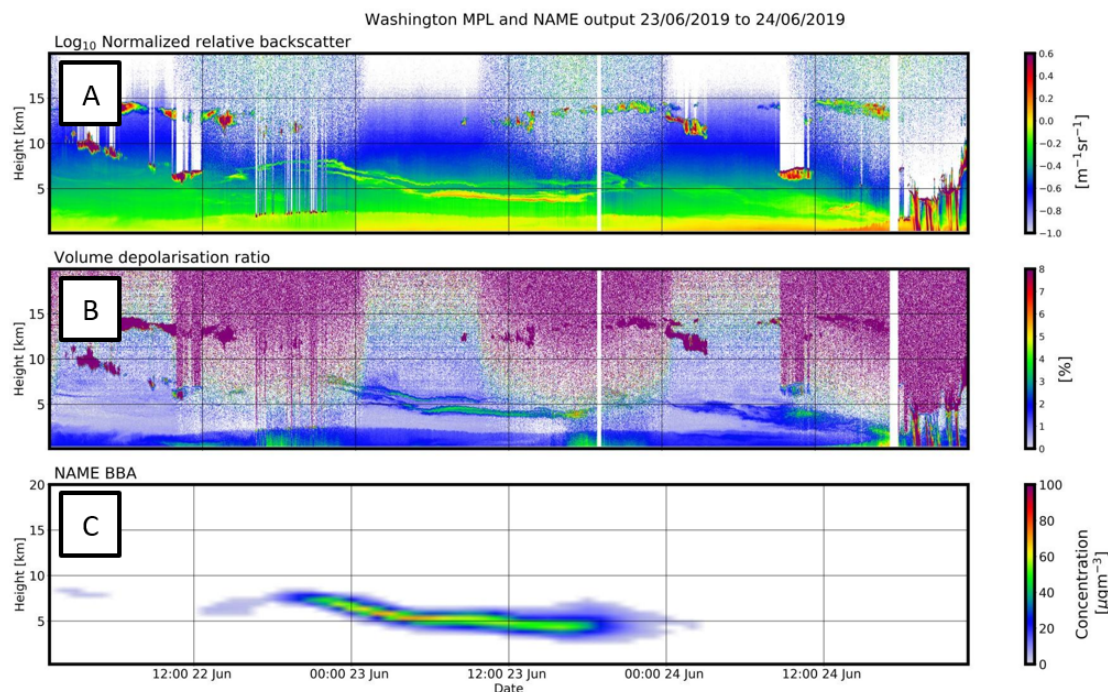 Washington MPL and NAME output 23/06/2019 to 24/06/2019
Log10 Normalized relative backscatter
A
Height [km]
15
10
5
0.6
0.4
0.2
0.0
−0.2
−0.4
−0.6
−0.8
−1.0
[m⁻¹sr⁻¹]
Volume depolarisation ratio
B
Height [km]
15
10
5
8
7
6
5
4
3
2
1
0
[%]
NAME BBA
C
Height [km]
20
15
10
5
0
100
80
60
40
20
0
Concentration
[μgm⁻³]
12:00 22 Jun
00:00 23 Jun
12:00 23 Jun
00:00 24 Jun
12:00 24 Jun
Date